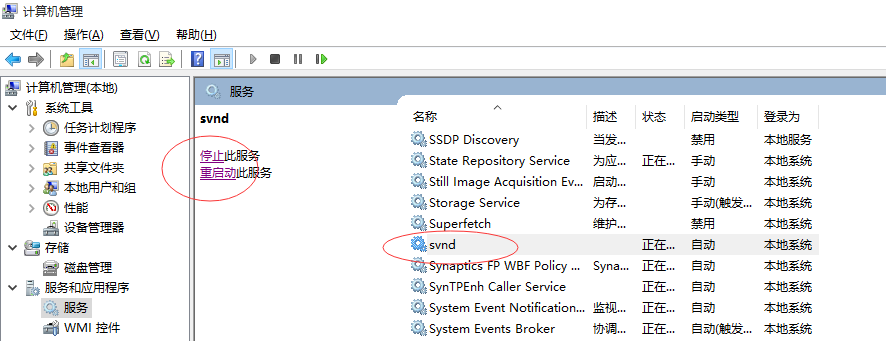 计算机管理
文件(F) 操作(A) 查看(V) 帮助(H)
计算机管理(本地)
系统工具
任务计划程序
事件查看器
共享文件夹
本地用户和组
性能
设备管理器
存储
磁盘管理
服务和应用程序
服务
WMI 控件
服务
svnd
停止此服务
重启动此服务
名称 描述 状态 启动类型 登录为
SSDP Discovery 当发... 禁用 本地服务
State Repository Service 为应... 正在... 手动 本地系统
Still Image Acquisition Ev... 启动... 手动 本地系统
Storage Service 为存... 手动(触发... 本地系统
Superfetch 维护... 禁用 本地系统
svnd 正在... 自动 本地系统
Synaptics FP WBF Policy ... Syna... 正在... 自动 本地系统
SynTPEnh Caller Service 正在... 自动 本地系统
System Event Notification... 监视... 正在... 自动 本地系统
System Events Broker 协调... 正在... 自动(触发... 本地系统